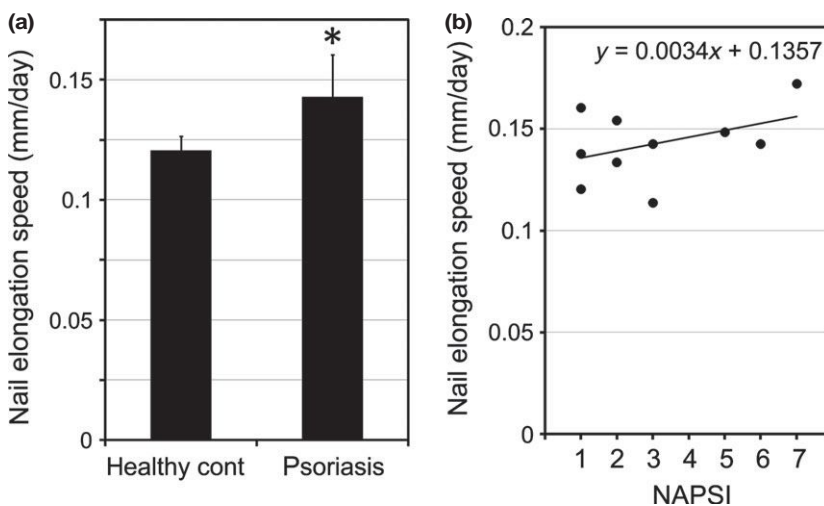 (a)
Nail elongation speed (mm/day)
0.15
0.1
0.05
0
*
Healthy cont Psoriasis
(b)
Nail elongation speed (mm/day)
0.2
0.15
0.1
0.05
0
y = 0.0034x + 0.1357
1 2 3 4 5 6 7
NAPSI